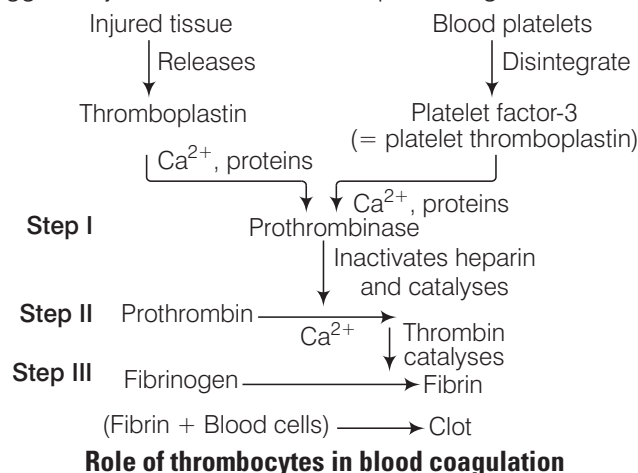 Injured tissue Blood platelets
Releases Disintegrate
Thromboplastin Platelet factor-3
(= platelet thromboplastin)
Ca²⁺, proteins
Ca²⁺, proteins
Step I Prothrombinase
Inactivates heparin
and catalyses
Step II Prothrombin
Ca²⁺ Thrombin
catalyses
Step III Fibrinogen Fibrin
(Fibrin + Blood cells) Clot
Role of thrombocytes in blood coagulation